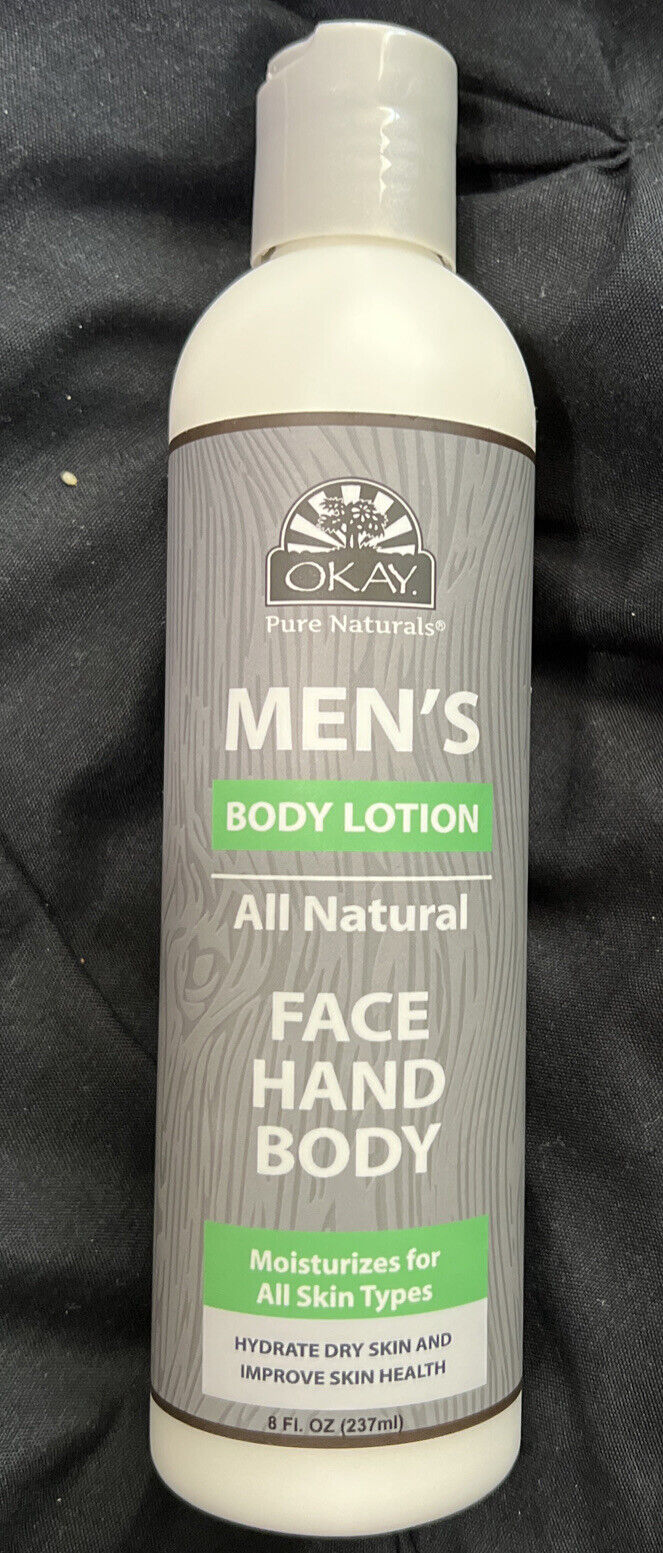 OKAY.
Pure Naturals®
MEN'S
BODY LOTION
All Natural
FACE
HAND
BODY
Moisturizes for
All Skin Types
HYDRATE DRY SKIN AND
IMPROVE SKIN HEALTH
8 Fl. OZ (237ml)